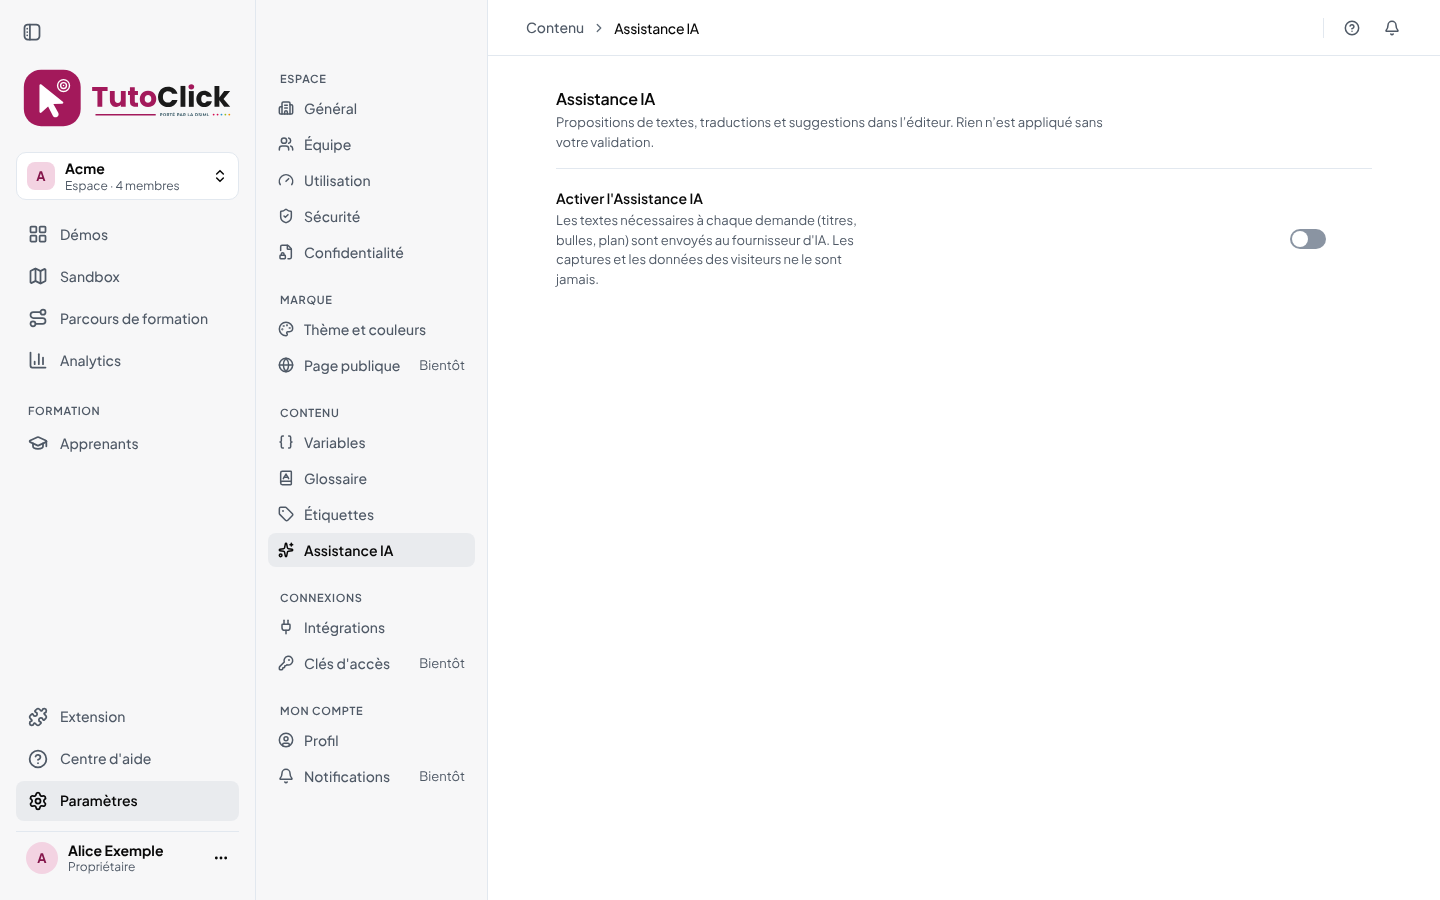 TutoClick
PORTÉ PAR LA DSIML
A
Acme
Espace · 4 membres
Démos
Sandbox
Parcours de formation
Analytics
FORMATION
Apprenants
Extension
Centre d'aide
Paramètres
A
Alice Exemple
Propriétaire
ESPACE
Général
Équipe
Utilisation
Sécurité
Confidentialité
MARQUE
Thème et couleurs
Page publique Bientôt
CONTENU
Variables
Glossaire
Étiquettes
Assistance IA
CONNEXIONS
Intégrations
Clés d'accès Bientôt
MON COMPTE
Profil
Notifications Bientôt
Contenu > Assistance IA
Assistance IA
Propositions de textes, traductions et suggestions dans l'éditeur. Rien n'est appliqué sans
votre validation.
Activer l'Assistance IA
Les textes nécessaires à chaque demande (titres,
bulles, plan) sont envoyés au fournisseur d'IA. Les
captures et les données des visiteurs ne le sont
jamais.